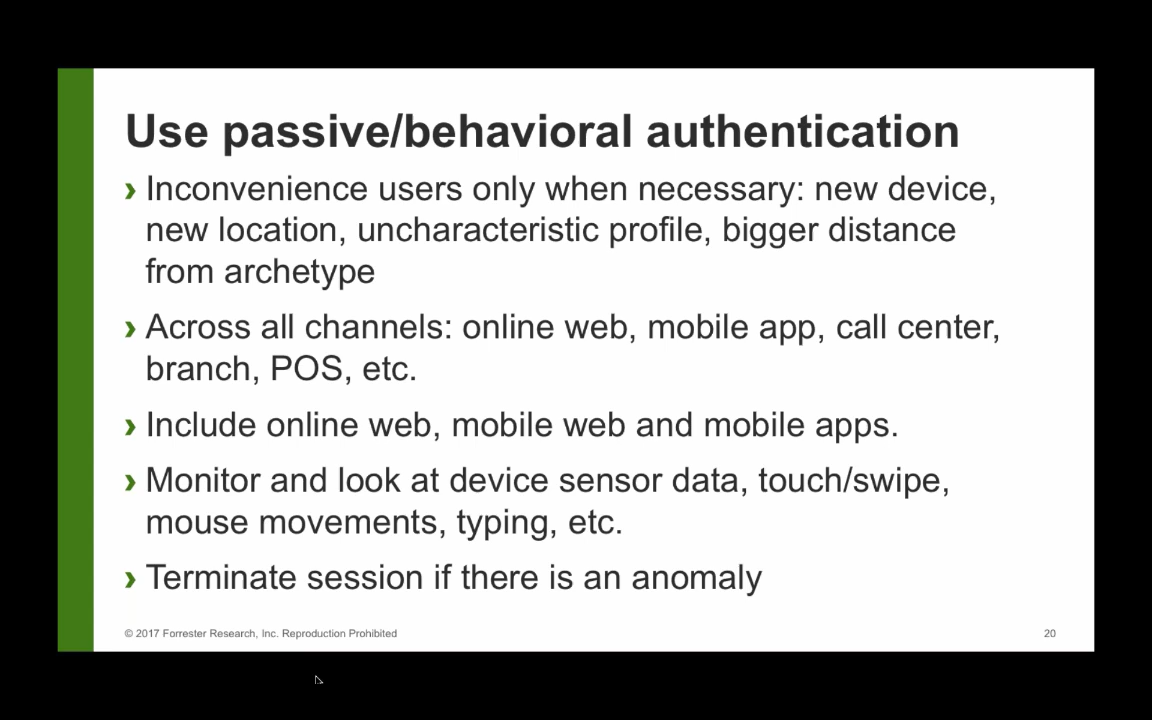 Use passive/behavioral authentication
› Inconvenience users only when necessary: new device,
new location, uncharacteristic profile, bigger distance
from archetype
› Across all channels: online web, mobile app, call center,
branch, POS, etc.
› Include online web, mobile web and mobile apps.
› Monitor and look at device sensor data, touch/swipe,
mouse movements, typing, etc.
› Terminate session if there is an anomaly
© 2017 Forrester Research, Inc. Reproduction Prohibited
20